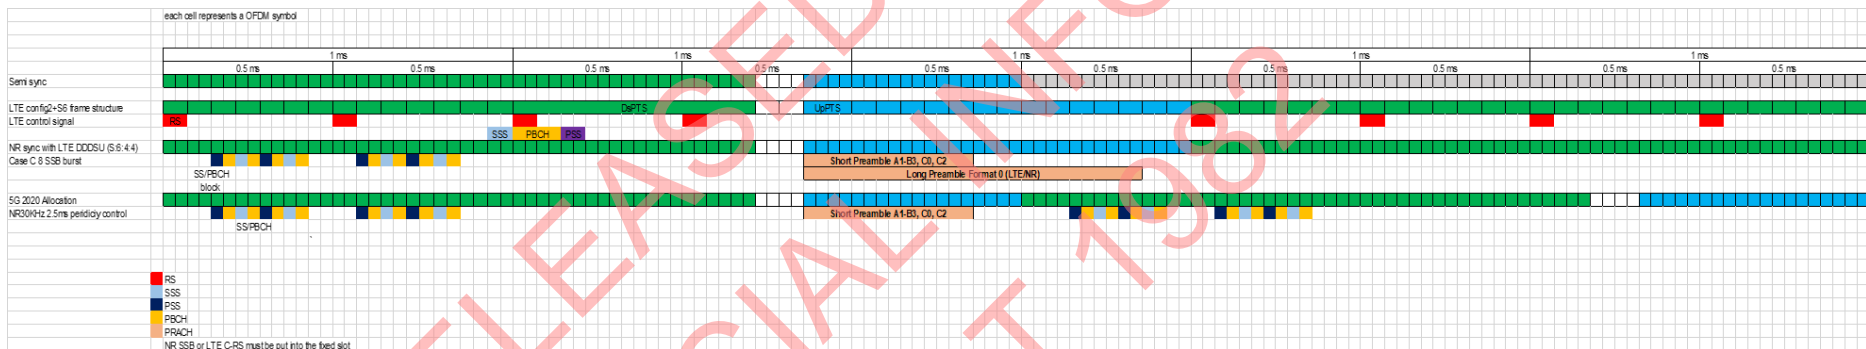 each cell represents a OFDM symbol
1 ms 1 ms 1 ms 1 ms 1 ms
0.5 ms 0.5 ms 0.5 ms 0.5 ms 0.5 ms 0.5 ms 0.5 ms 0.5 ms 0.5 ms
Semi sync
LTE config2+S6 frame structure DsPTS UpPTS
LTE control signal RS
SSS PBCH PSS
NR sync with LTE DDDSU (S:6:4:4)
Case C 8 SSB burst Short Preamble A1-B3, C0, C2
SS/PBCH Long Preamble Format 0 (LTE/NR)
block
5G 2020 Allocation
NR30KHz 2.5ms peridiciy control Short Preamble A1-B3, C0, C2
SS/PBCH
RS
SSS
PSS
PBCH
PRACH
NR SSB or LTE C-RS must be put into the fixed slot
ELEASED
CIAL INFO
T 1982